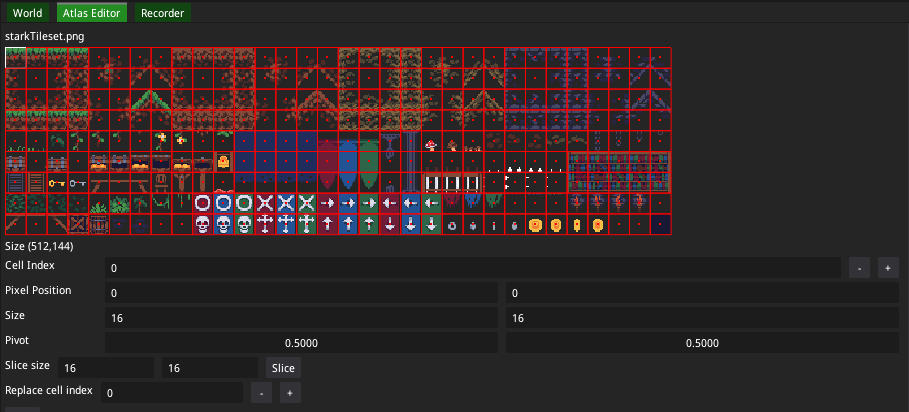 World Atlas Editor Recorder
starkTileset.png
Size (512,144)
Cell Index 0 - +
Pixel Position 0 0
Size 16 16
Pivot 0.5000 0.5000
Slice size 16 16 Slice
Replace cell index 0 - +